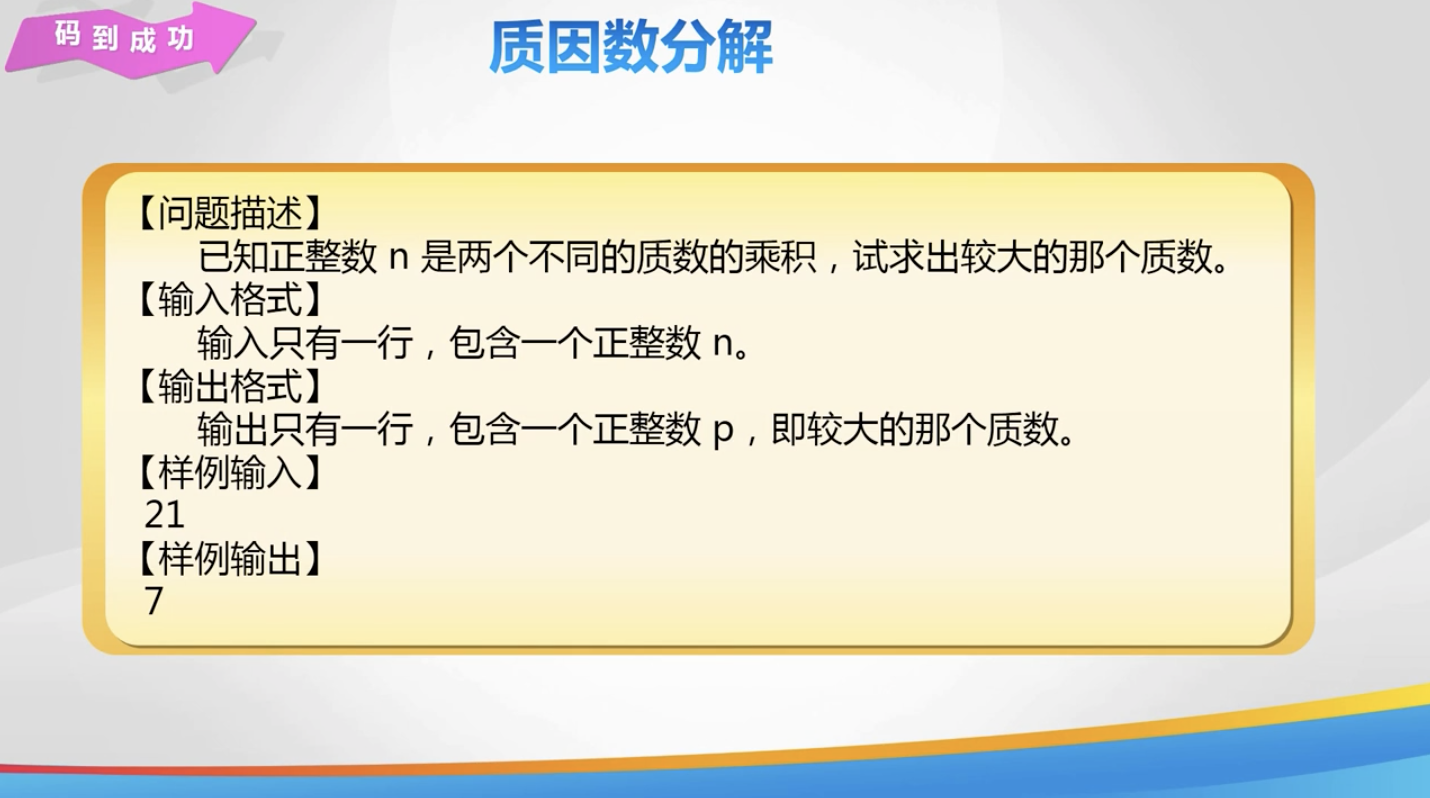 码到成功
质因数分解
【问题描述】
已知正整数 n 是两个不同的质数的乘积，试求出较大的那个质数。
【输入格式】
输入只有一行，包含一个正整数 n。
【输出格式】
输出只有一行，包含一个正整数 p，即较大的那个质数。
【样例输入】
21
【样例输出】
7